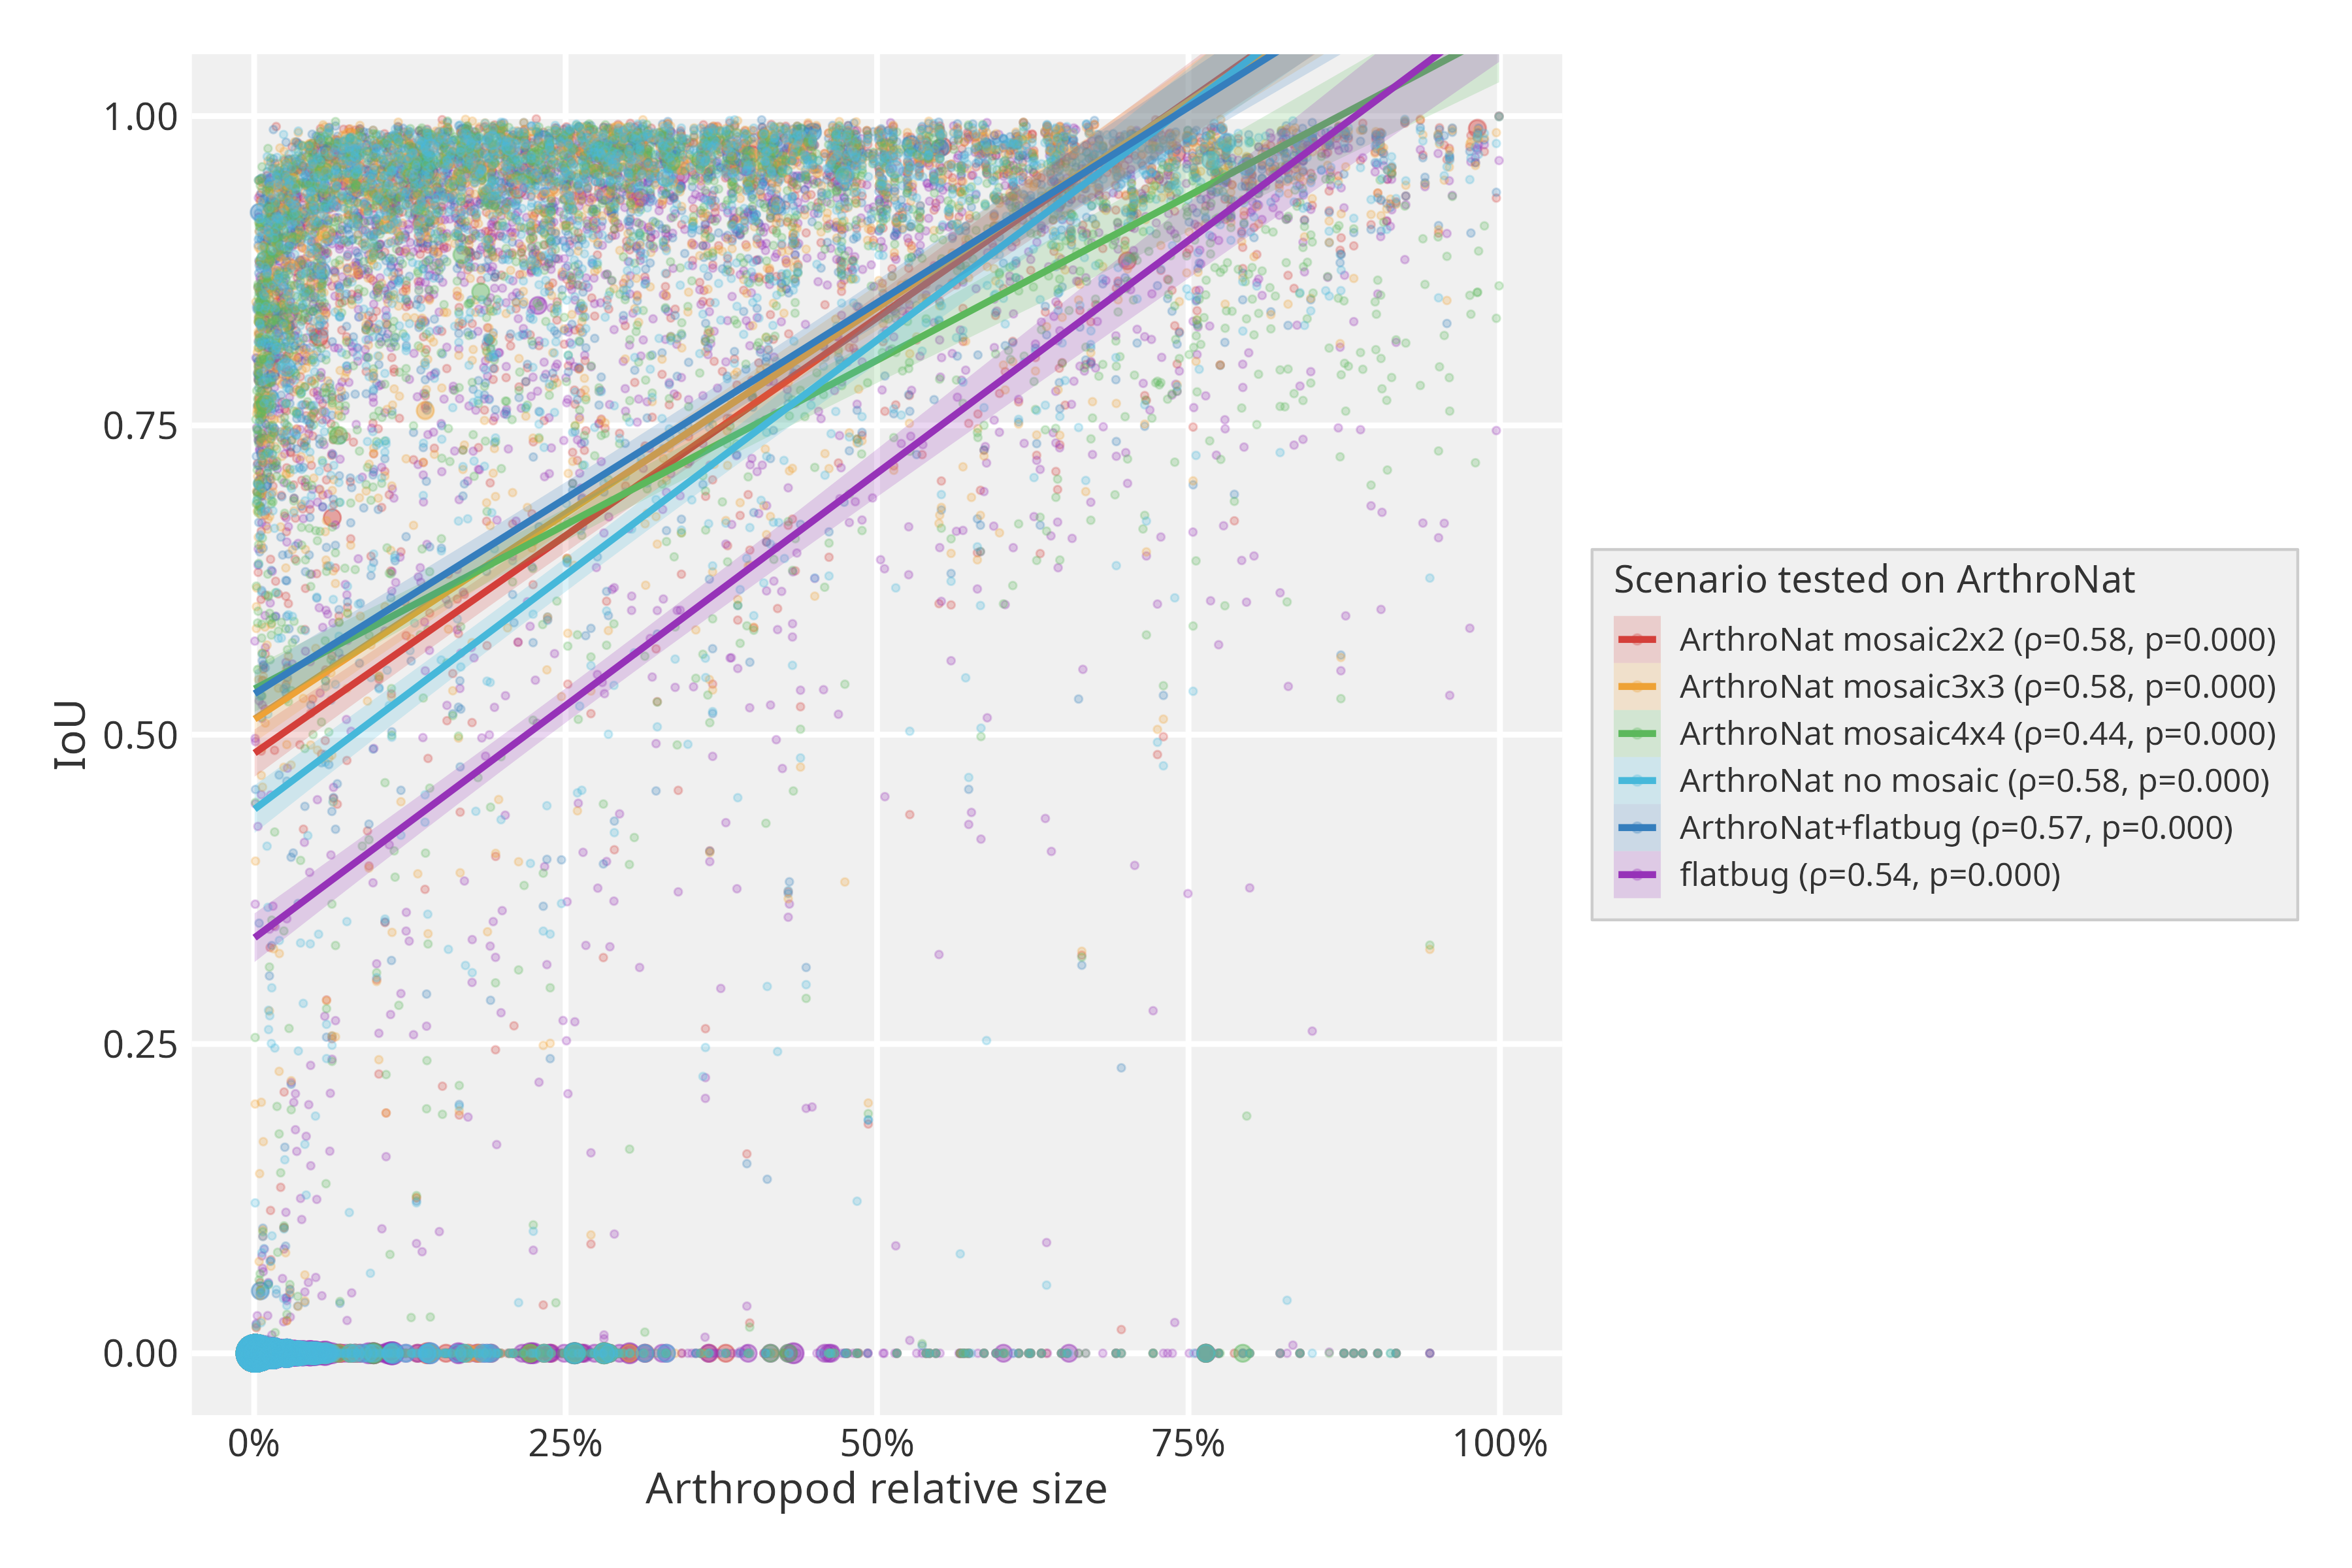 1.00
0.75
0.50
0.25
0.00
IoU
0%
25%
50%
75%
100%
Arthropod relative size
Scenario tested on ArthroNat
ArthroNat mosaic2x2 (ρ=0.58, p=0.000)
ArthroNat mosaic3x3 (ρ=0.58, p=0.000)
ArthroNat mosaic4x4 (ρ=0.44, p=0.000)
ArthroNat no mosaic (ρ=0.58, p=0.000)
ArthroNat+flatbug (ρ=0.57, p=0.000)
flatbug (ρ=0.54, p=0.000)